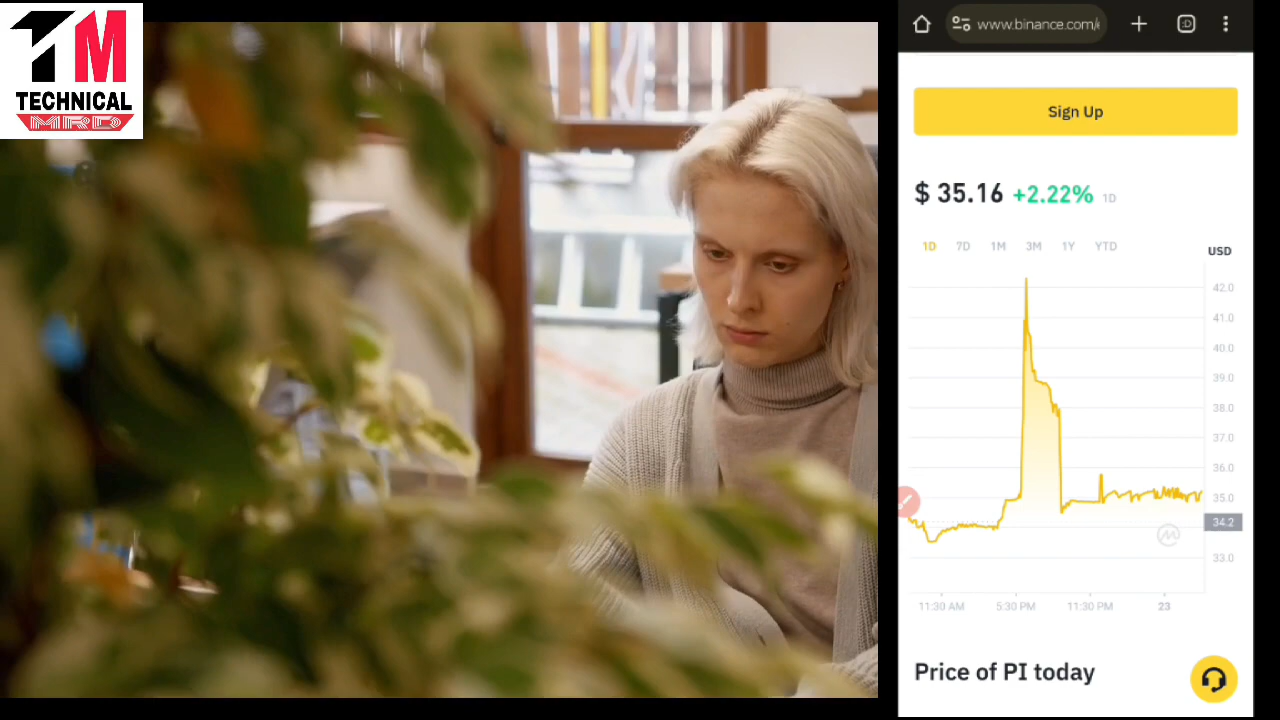 TM
TECHNICAL
MRD
www.binance.com/
:D
Sign Up
$ 35.16 +2.22% 1D
1D 7D 1M 3M 1Y YTD
USD
42.0
41.0
40.0
39.0
38.0
37.0
36.0
35.0
34.2
33.0
11:30 AM 5:30 PM 11:30 PM 23
Price of PI today